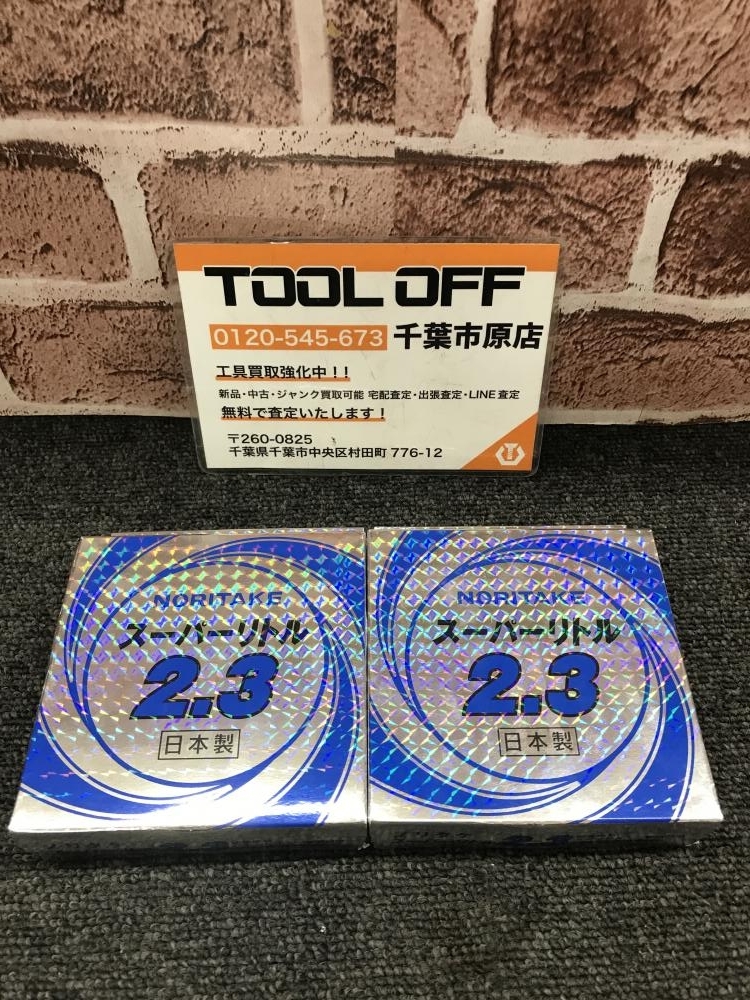 TOOL OFF
0120-545-673 千葉市原店
工具買取強化中！！
新品・中古・ジャンク買取可能 宅配査定・出張査定・LINE査定
無料で査定いたします！
〒260-0825
千葉県千葉市中央区村田町776-12
NORITAKE
スーパーリトル
2.3
日本製
NORITAKE
スーパーリトル
2.3
日本製